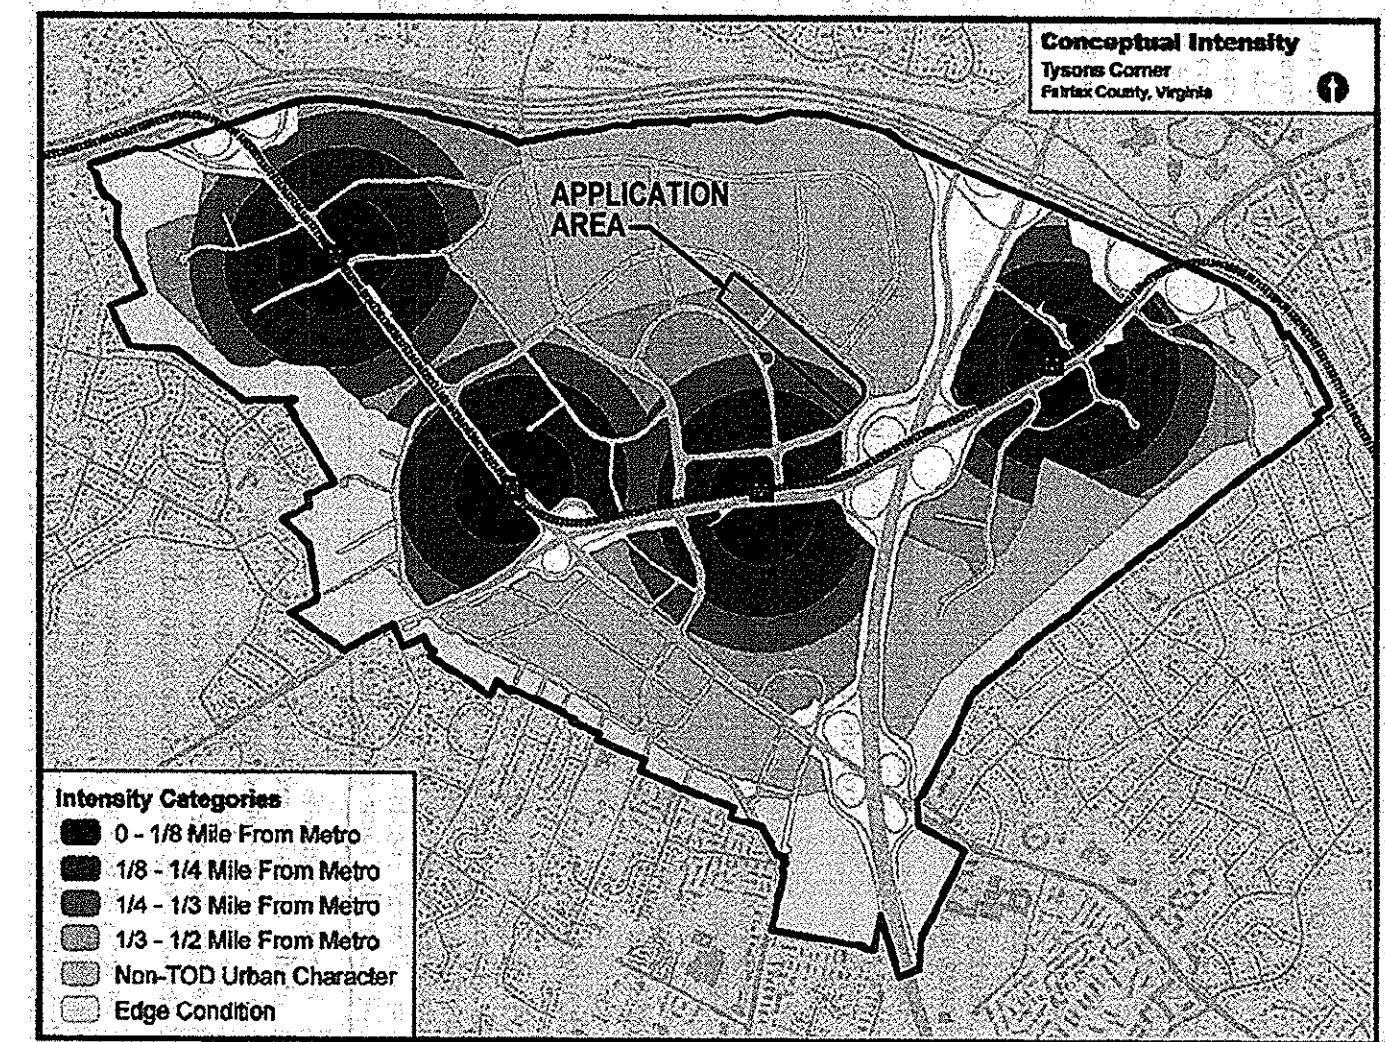 Conceptual Intensity
Tysons Corner
Fairfax County, Virginia
APPLICATION
AREA
Intensity Categories
0 - 1/8 Mile From Metro
1/8 - 1/4 Mile From Metro
1/4 - 1/3 Mile From Metro
1/3 - 1/2 Mile From Metro
Non-TOD Urban Character
Edge Condition